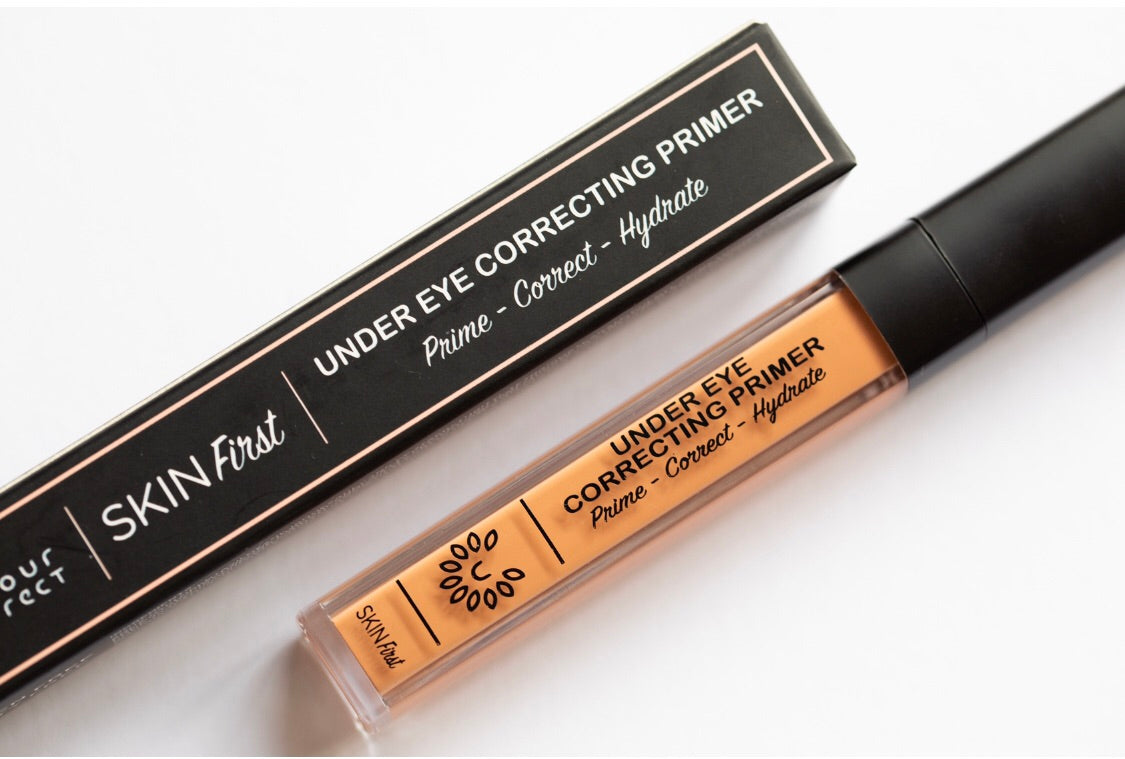 UNDER EYE CORRECTING PRIMER
Prime - Correct - Hydrate
SKIN First
UNDER EYE
CORRECTING PRIMER
Prime - Correct - Hydrate
SKIN First